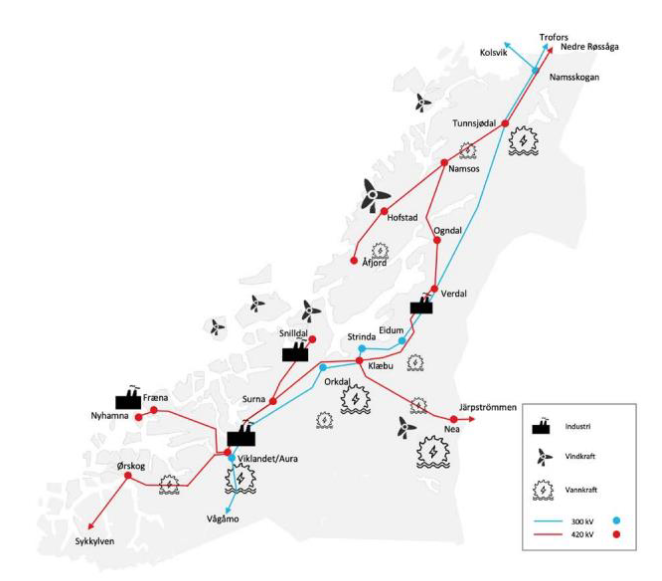 Trofors
Kolsvik
Nedre Røssåga
Namsskogan
Tunnsjødal
Namsos
Hofstad
Ogndal
Åfjord
Verdal
Snilldal
Strinda
Eidum
Klæbu
Orkdal
Surna
Fræna
Nyhamna
Järpströmmen
Nea
Viklandet/Aura
Ørskog
Vågåmo
Sykkylven
Industri
Vindkraft
Vannkraft
300 kV
420 kV